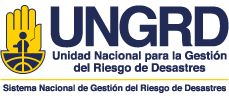 UNGRD
Unidad Nacional para la Gestión
del Riesgo de Desastres
Sistema Nacional de Gestión del Riesgo de Desastres